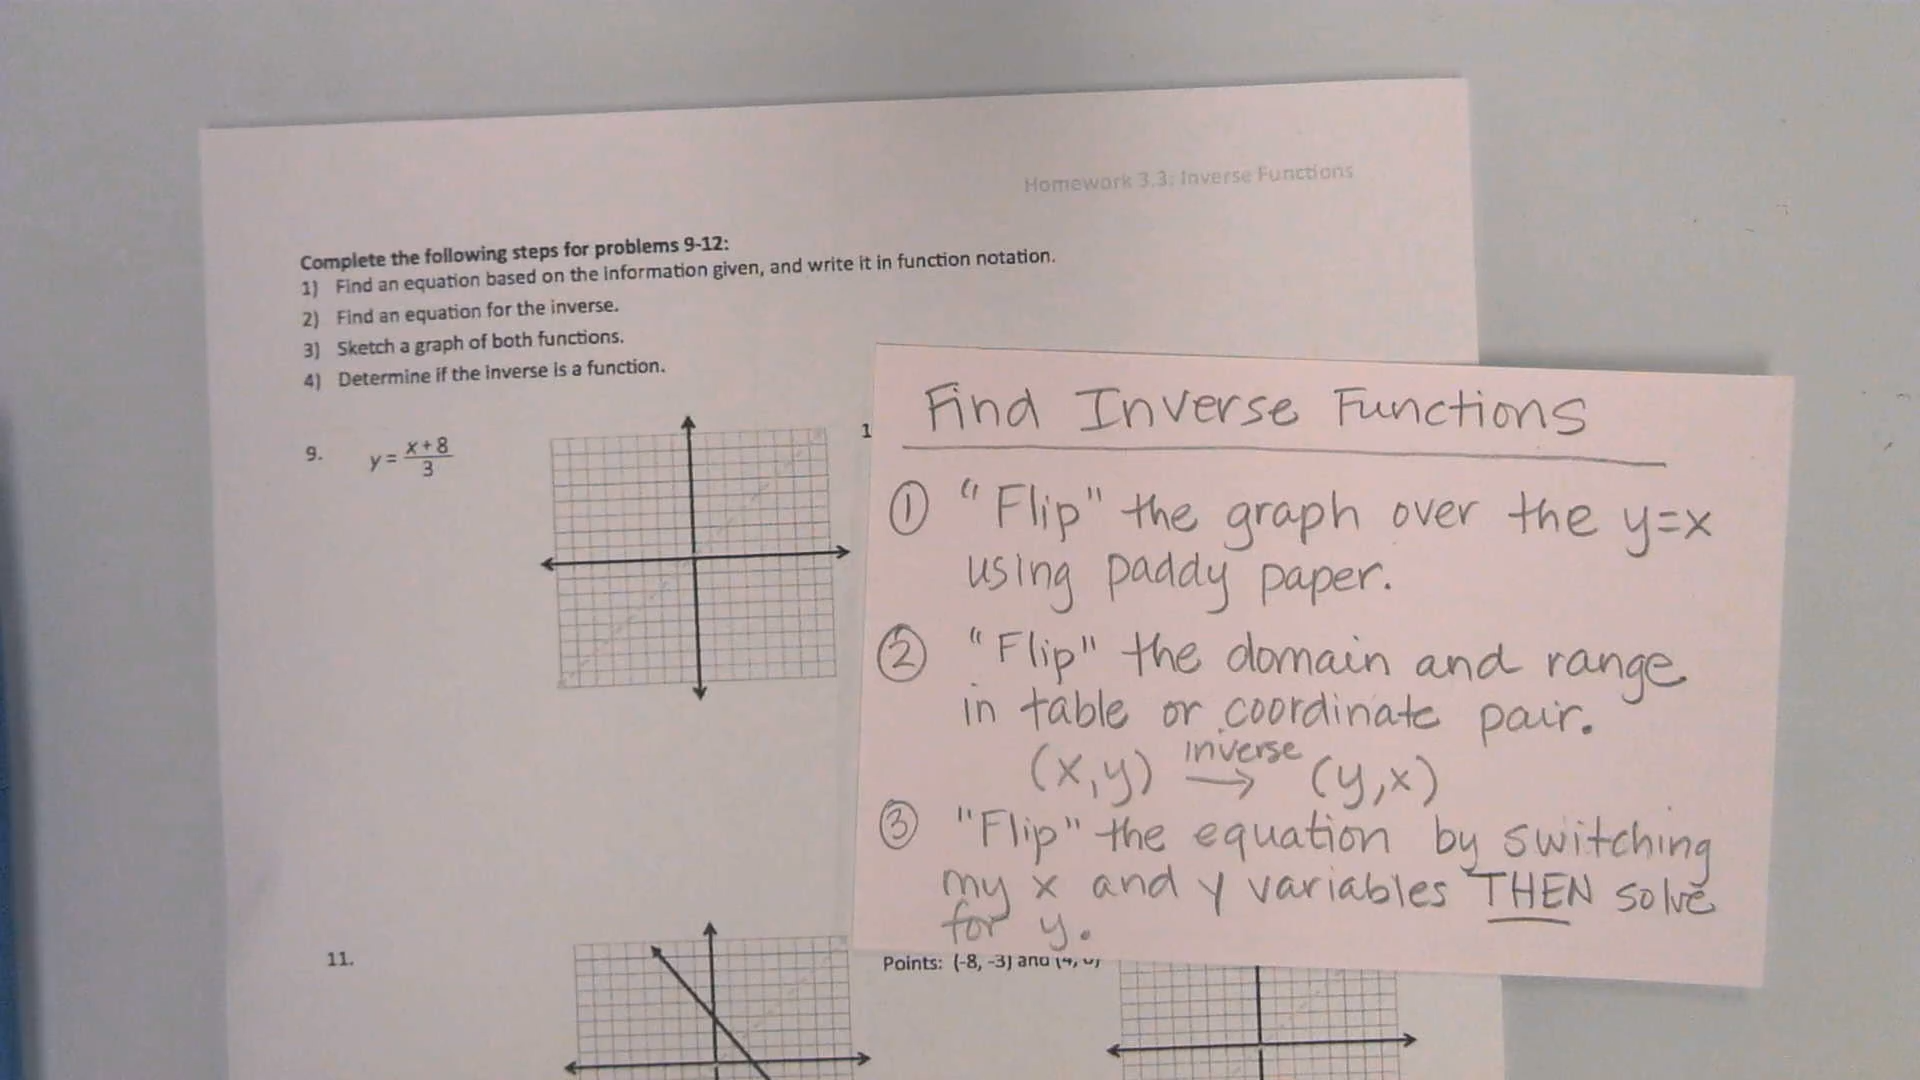 Homework 3.3: Inverse Functions
Complete the following steps for problems 9-12:
1) Find an equation based on the information given, and write it in function notation.
2) Find an equation for the inverse.
3) Sketch a graph of both functions.
4) Determine if the inverse is a function.
9. y = x + 8 / 3
1
Find Inverse Functions
① "Flip" the graph over the y=x
using paddy paper.
② "Flip" the domain and range
in table or coordinate pair.
(x,y) inverse → (y,x)
③ "Flip" the equation by switching
my x and y variables THEN solve
for y.
11.
Points: (-8, -3) and